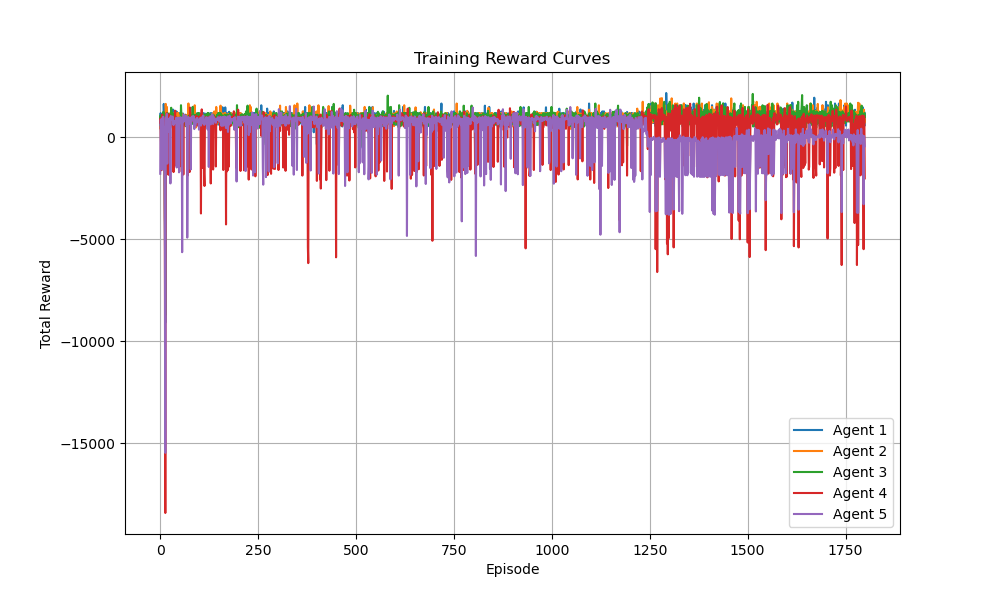 Training Reward Curves
Total Reward
0
−5000
−10000
−15000
Agent 1
Agent 2
Agent 3
Agent 4
Agent 5
0 250 500 750 1000 1250 1500 1750
Episode